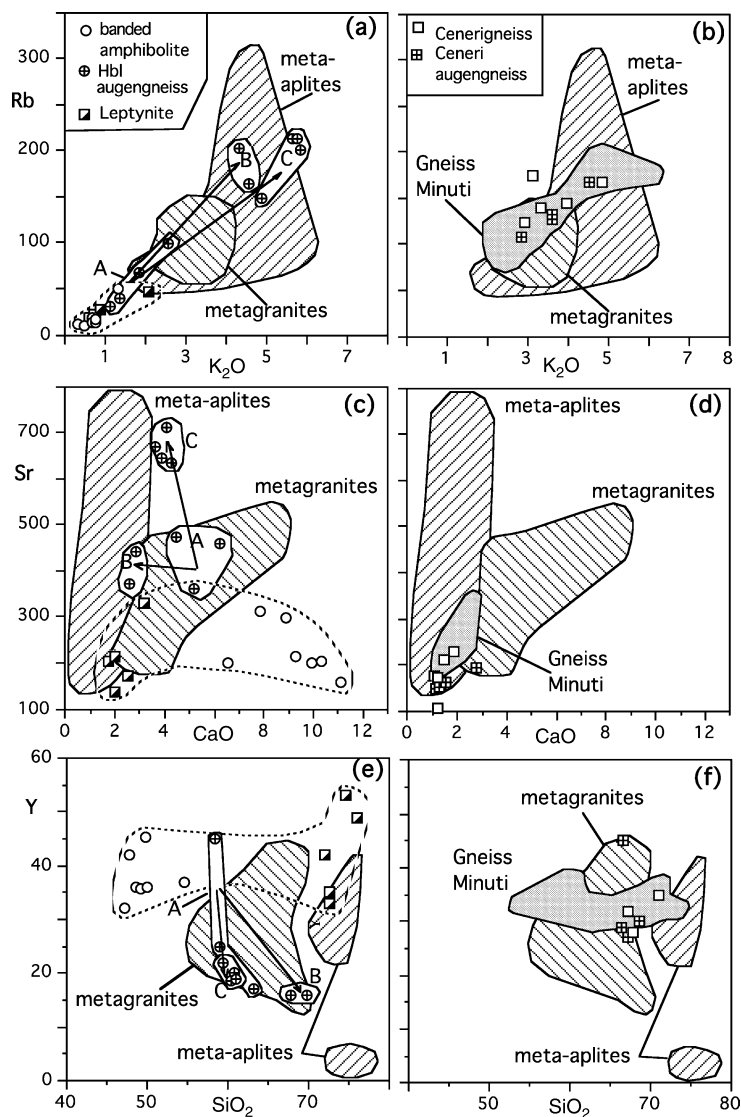 (a)
banded
amphibolite
Hbl
augengneiss
Leptynite
meta-
aplites
B
C
A
metagranites
Rb
300
200
100
0
1
3
5
7
K2O
(b)
Cenerigneiss
Ceneri
augengneiss
meta-
aplites
Gneiss
Minuti
metagranites
1
3
5
6
7
8
K2O
(c)
meta-aplites
C
metagranites
A
B
Sr
700
500
300
100
0
2
4
6
8
10
12
CaO
(d)
meta-aplites
metagranites
Gneiss
Minuti
2
4
6
8
10
12
CaO
(e)
A
B
C
metagranites
meta-aplites
Y
60
40
20
0
40
50
60
70
SiO2
(f)
metagranites
Gneiss
Minuti
meta-aplites
50
60
70
80
SiO2